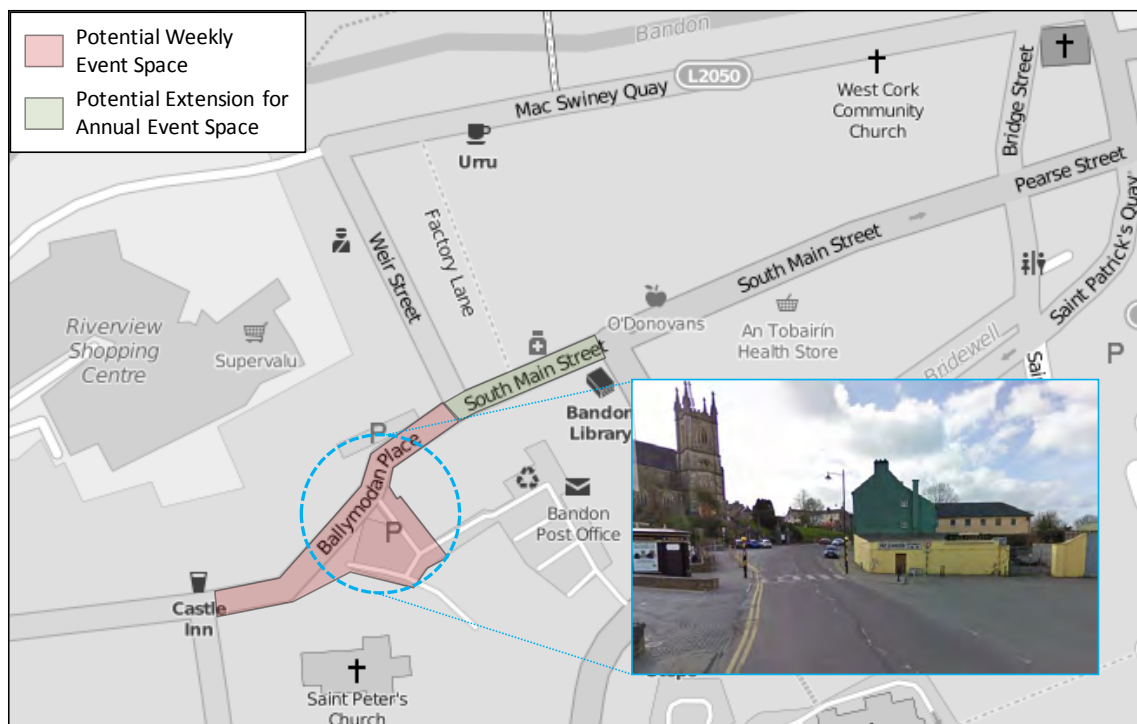 Potential Weekly
Event Space
Potential Extension for
Annual Event Space
Bandon
L2050
Mac Swiney Quay
West Cork
Community
Church
Bridge Street
Pearse Street
Urru
Factory Lane
Weir Street
South Main Street
Saint Patrick's Quay
Riverview
Shopping
Centre
Supervalu
O'Donovans
An Tobairín
Health Store
P
Bridewell
South Main Street
Bandon
Library
P
Ballymodan Place
P
Bandon
Post Office
Castle
Inn
Saint Peter's
Church